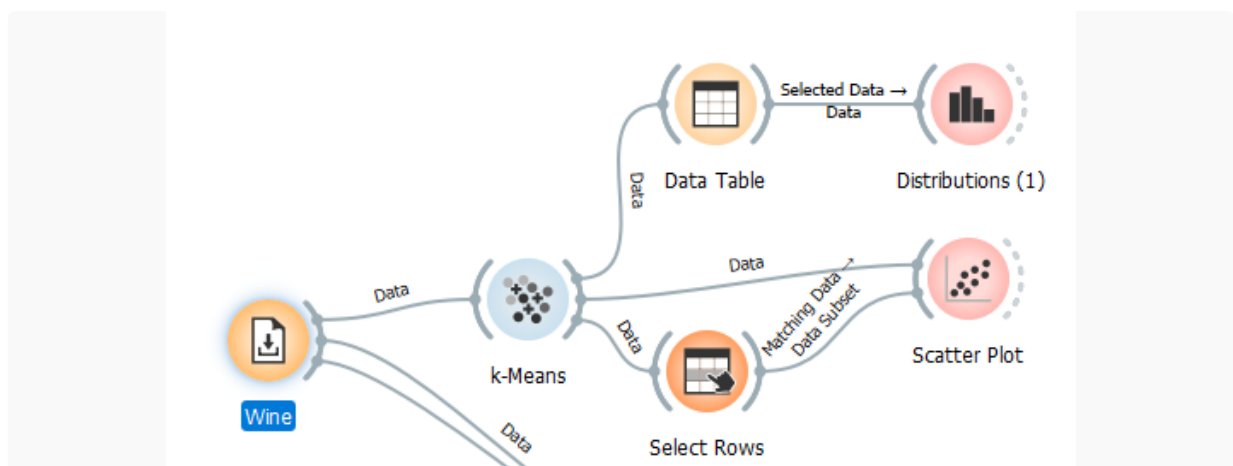 Selected Data →
Data
Data Table
Distributions (1)
Data
Data
Data
Matching Data →
Data Subset
Scatter Plot
k-Means
Data
Wine
Select Rows
Data